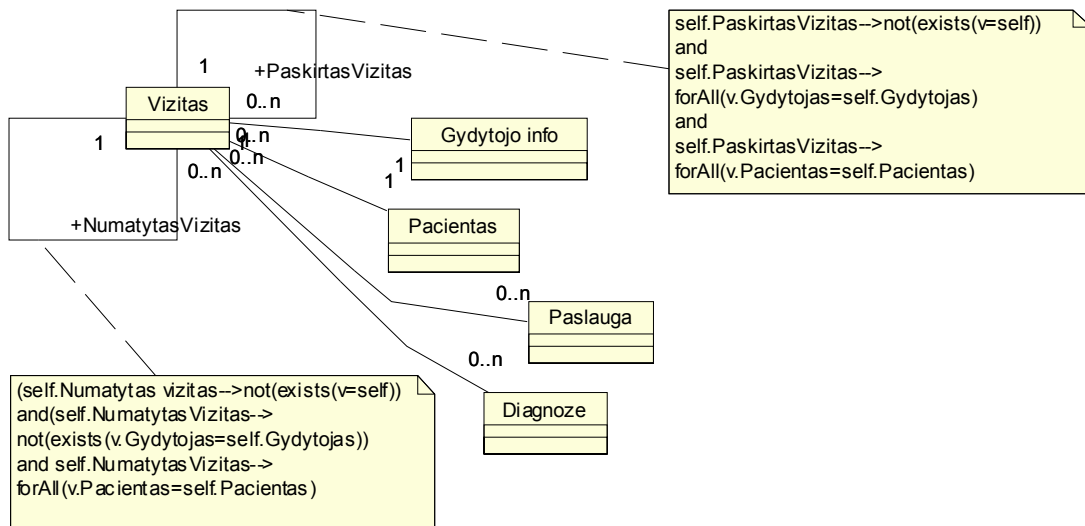 self.PaskirtasVizitas-->not(exists(v=self))
and
self.PaskirtasVizitas-->
forAll(v.Gydytojas=self.Gydytojas)
and
self.PaskirtasVizitas-->
forAll(v.Pacientas=self.Pacientas)
1
+PaskirtasVizitas
0..n
Vizitas
1
0..n
1
0..n
0..n
Gydytojo info
1
1
+NumatytasVizitas
Pacientas
0..n
Paslauga
0..n
Diagnoze
(self.Numatytas vizitas-->not(exists(v=self))
and(self.NumatytasVizitas-->
not(exists(v.Gydytojas=self.Gydytojas))
and self.NumatytasVizitas-->
forAll(v.Pacientas=self.Pacientas)